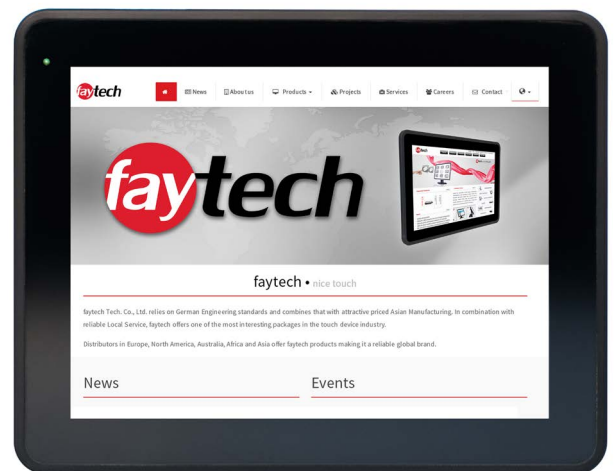 faytech
News
About us
Products
Projects
Services
Careers
Contact
faytech
faytech • nice touch
faytech Tech. Co., Ltd. relies on German Engineering standards and combines that with attractive priced Asian Manufacturing. In combination with
reliable Local Service, faytech offers one of the most interesting packages in the touch device industry.
Distributors in Europe, North America, Australia, Africa and Asia offer faytech products making it a reliable global brand.
News
Events